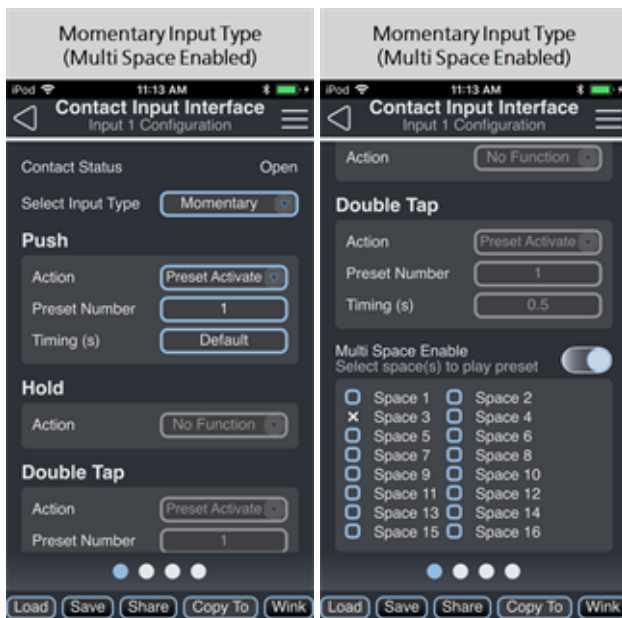 Momentary Input Type
(Multi Space Enabled)
iPod 11:13 AM
Contact Input Interface
Input 1 Configuration
Contact Status Open
Select Input Type Momentary
Push
Action Preset Activate
Preset Number 1
Timing (s) Default
Hold
Action No Function
Double Tap
Action Preset Activate
Preset Number 1
Load Save Share Copy To Wink
Momentary Input Type
(Multi Space Enabled)
iPod 11:13 AM
Contact Input Interface
Input 1 Configuration
Action No Function
Double Tap
Action Preset Activate
Preset Number 1
Timing (s) 0.5
Multi Space Enable
Select space(s) to play preset
Space 1 Space 2
Space 3 Space 4
Space 5 Space 6
Space 7 Space 8
Space 9 Space 10
Space 11 Space 12
Space 13 Space 14
Space 15 Space 16
Load Save Share Copy To Wink